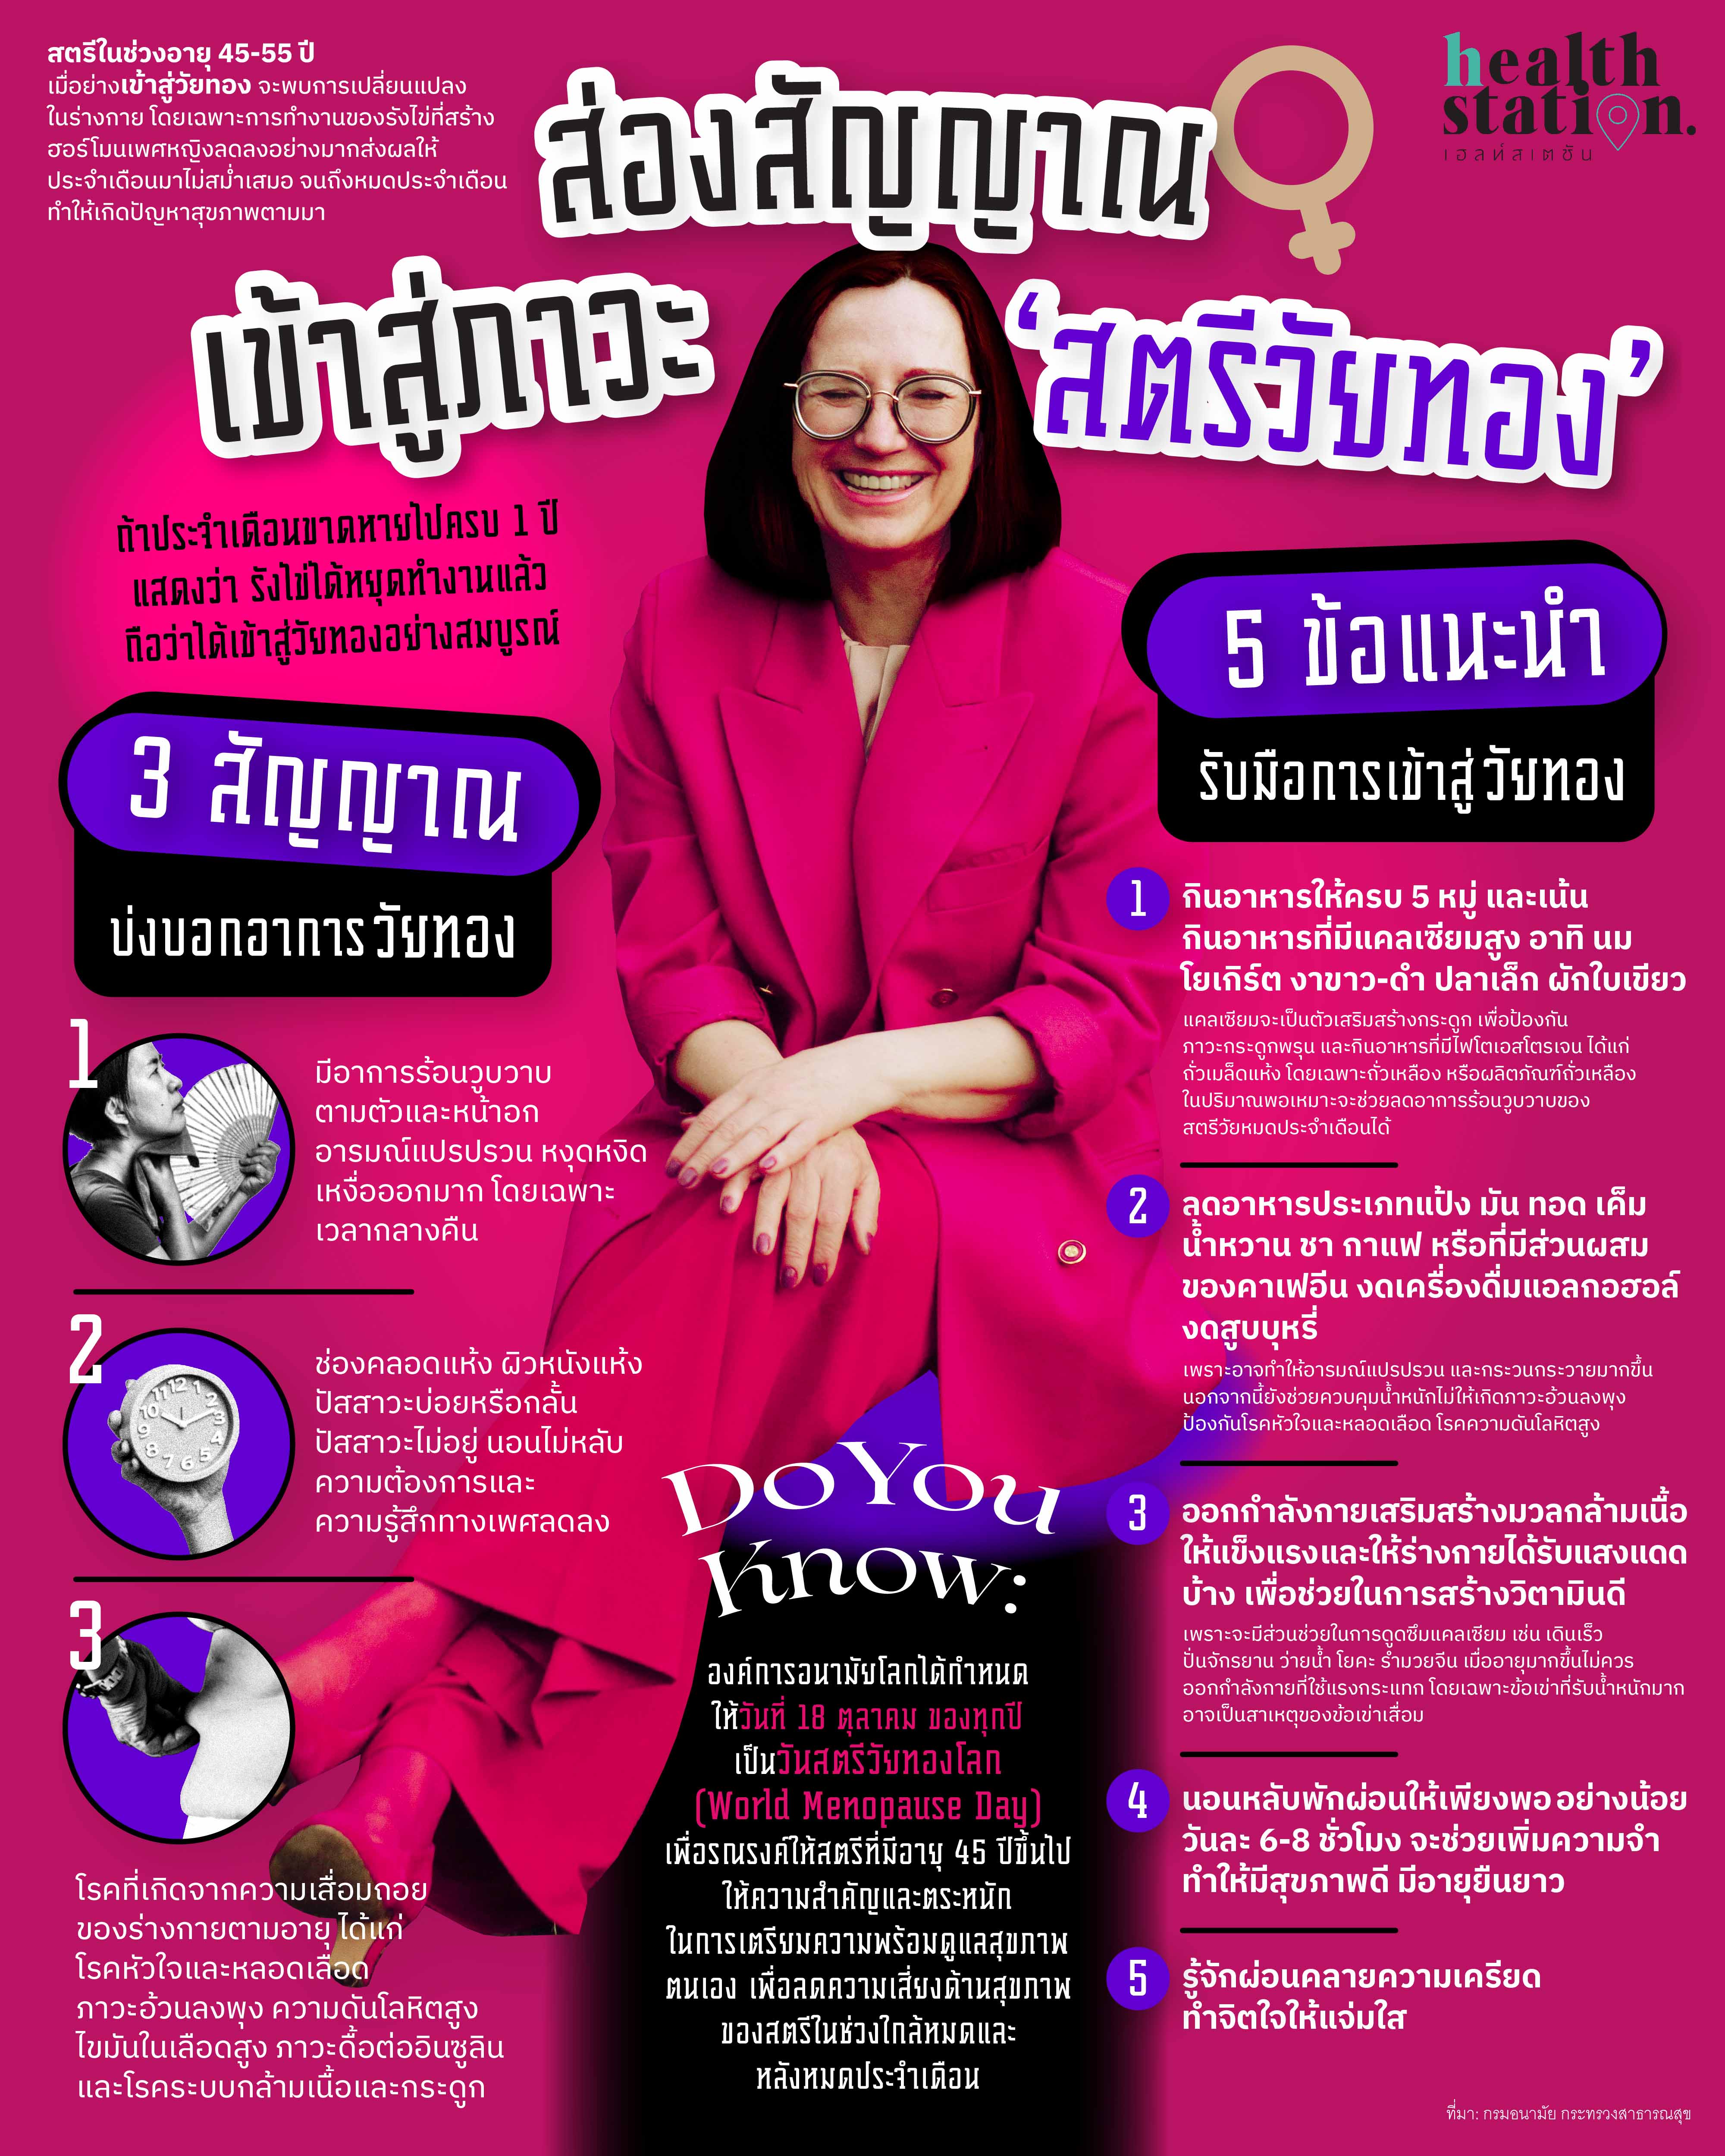 สตรีในช่วงอายุ 45-55 ปี
เมื่อย่างเข้าสู่วัยทอง จะพบการเปลี่ยนแปลง
ในร่างกาย โดยเฉพาะการทำงานของรังไข่ที่สร้าง
ฮอร์โมนเพศหญิงลดลงอย่างมากส่งผลให้
ประจำเดือนมาไม่สม่ำเสมอ จนถึงหมดประจำเดือน
ทำให้เกิดปัญหาสุขภาพตามมา
health
station.
เฮลท์สเตชัน
ส่องสัญญาณ
เข้าสู่ภาวะ
‘สตรีวัยทอง’
ถ้าประจำเดือนขาดหายไปครบ 1 ปี
แสดงว่า รังไข่ได้หยุดทำงานแล้ว
ถือว่าได้เข้าสู่วัยทองอย่างสมบูรณ์
3 สัญญาณ
บ่งบอกอาการวัยทอง
1
มีอาการร้อนวูบวาบ
ตามตัวและหน้าอก
อารมณ์แปรปรวน หงุดหงิด
เหงื่อออกมาก โดยเฉพาะ
เวลากลางคืน
2
ช่องคลอดแห้ง ผิวหนังแห้ง
ปัสสาวะบ่อยหรือกลั้น
ปัสสาวะไม่อยู่ นอนไม่หลับ
ความต้องการและ
ความรู้สึกทางเพศลดลง
3
โรคที่เกิดจากความเสื่อมถอย
ของร่างกายตามอายุ ได้แก่
โรคหัวใจและหลอดเลือด
ภาวะอ้วนลงพุง ความดันโลหิตสูง
ไขมันในเลือดสูง ภาวะดื้อต่ออินซูลิน
และโรคระบบกล้ามเนื้อและกระดูก
Do You
Know:
องค์การอนามัยโลกได้กำหนด
ให้วันที่ 18 ตุลาคม ของทุกปี
เป็นวันสตรีวัยทองโลก
(World Menopause Day)
เพื่อรณรงค์ให้สตรีที่มีอายุ 45 ปีขึ้นไป
ให้ความสำคัญและตระหนัก
ในการเตรียมความพร้อมดูแลสุขภาพ
ตนเอง เพื่อลดความเสี่ยงด้านสุขภาพ
ของสตรีในช่วงใกล้หมดและ
หลังหมดประจำเดือน
5 ข้อแนะนำ
รับมือการเข้าสู่วัยทอง
1
กินอาหารให้ครบ 5 หมู่ และเน้น
กินอาหารที่มีแคลเซียมสูง อาทิ นม
โยเกิร์ต งาขาว-ดำ ปลาเล็ก ผักใบเขียว
แคลเซียมจะเป็นตัวเสริมสร้างกระดูก เพื่อป้องกัน
ภาวะกระดูกพรุน และกินอาหารที่มีไฟโตเอสโตรเจน ได้แก่
ถั่วเมล็ดแห้ง โดยเฉพาะถั่วเหลือง หรือผลิตภัณฑ์ถั่วเหลือง
ในปริมาณพอเหมาะจะช่วยลดอาการร้อนวูบวาบของ
สตรีวัยหมดประจำเดือนได้
2
ลดอาหารประเภทแป้ง มัน ทอด เค็ม
น้ำหวาน ชา กาแฟ หรือที่มีส่วนผสม
ของคาเฟอีน งดเครื่องดื่มแอลกอฮอล์
งดสูบบุหรี่
เพราะอาจทำให้อารมณ์แปรปรวน และกระวนกระวายมากขึ้น
นอกจากนี้ยังช่วยควบคุมน้ำหนักไม่ให้เกิดภาวะอ้วนลงพุง
ป้องกันโรคหัวใจและหลอดเลือด โรคความดันโลหิตสูง
3
ออกกำลังกายเสริมสร้างมวลกล้ามเนื้อ
ให้แข็งแรงและให้ร่างกายได้รับแสงแดด
บ้าง เพื่อช่วยในการสร้างวิตามินดี
เพราะจะมีส่วนช่วยในการดูดซึมแคลเซียม เช่น เดินเร็ว
ปั่นจักรยาน ว่ายน้ำ โยคะ รำมวยจีน เมื่ออายุมากขึ้นไม่ควร
ออกกำลังกายที่ใช้แรงกระแทก โดยเฉพาะข้อเข่าที่รับน้ำหนักมาก
อาจเป็นสาเหตุของข้อเข่าเสื่อม
4
นอนหลับพักผ่อนให้เพียงพอ อย่างน้อย
วันละ 6-8 ชั่วโมง จะช่วยเพิ่มความจำ
ทำให้มีสุขภาพดี มีอายุยืนยาว
5
รู้จักผ่อนคลายความเครียด
ทำจิตใจให้แจ่มใส
ที่มา: กรมอนามัย กระทรวงสาธารณสุข